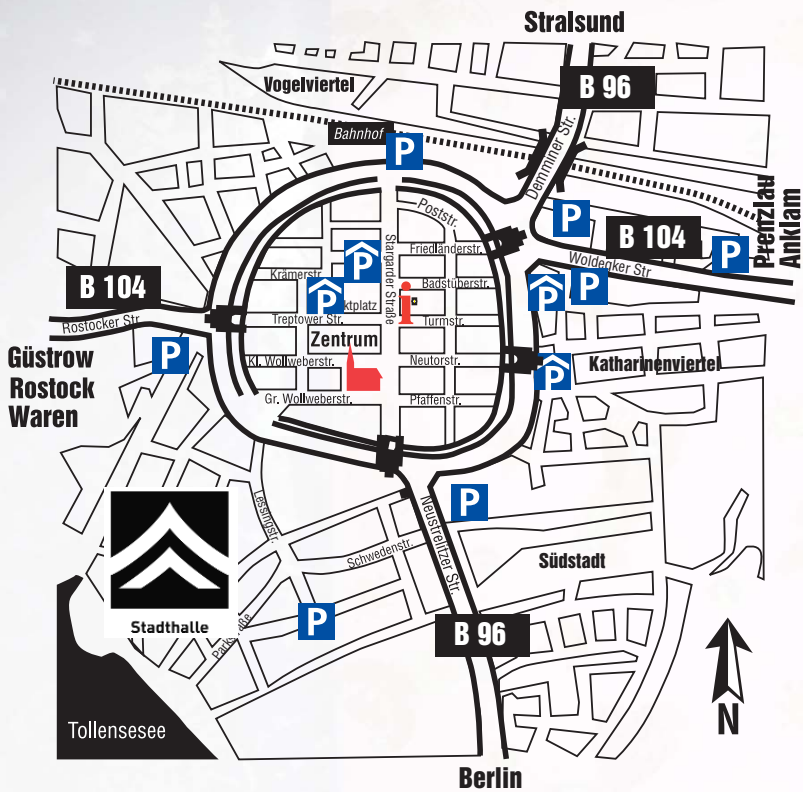 Stralsund
Vogelviertel
B 96
Bahnhof
P
Demminer Str.
Poststr.
P
Prenzlau
Anklam
Friedländerstr.
B 104
P
Woldegker Str
P
Krämerstr.
Stargarder Straße
Badstüberstr.
P
P
B 104
P
ktplatz
Rostocker Str.
Treptower Str.
Turmstr.
Zentrum
Güstrow
Rostock
Waren
P
Kl. Wollweberstr.
Neutorstr.
P
Katharinenviertel
Gr. Wollweberstr.
Pfaffenstr.
P
Lessingstr.
Neustrelitzer Str.
Schwedenstr.
Südstadt
Stadthalle
P
Parkstraße
B 96
Tollensesee
N
Berlin